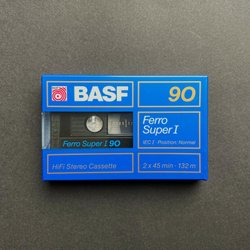 BASF
90
Ferro
Super I
IEC I · Position: Normal
Ferro Super I 90
HiFi Stereo Cassette
2 x 45 min · 132 m